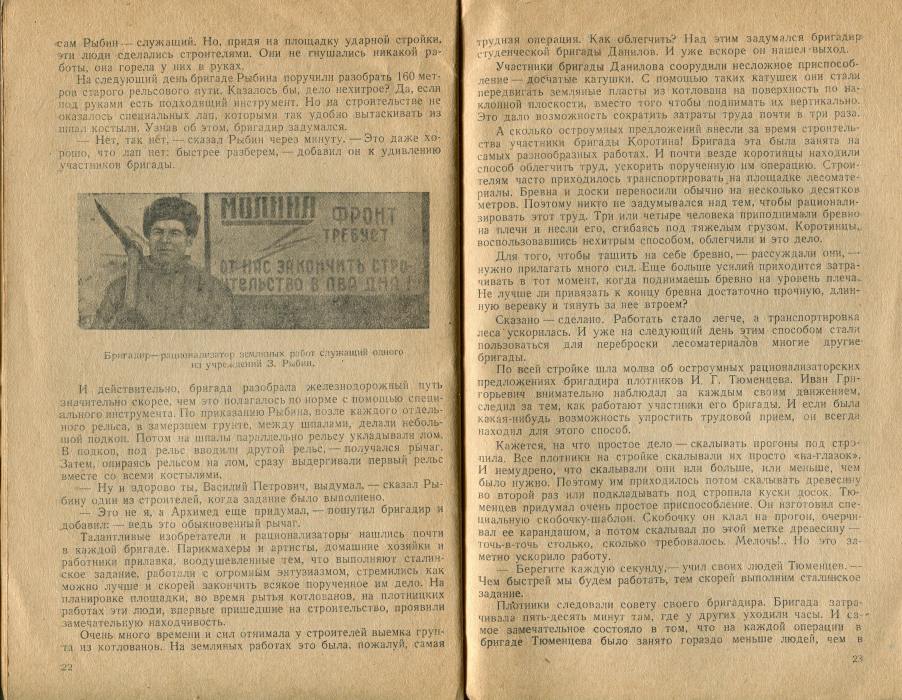 сам Рыбин — служащий. Но, придя на площадку ударной стройки,
эти люди сделались строителями. Они не гнушались никакой ра-
боты, она горела у них в руках.
На следующий день бригаде Рыбина поручили разобрать 160 мет-
ров старого рельсового пути. Казалось бы, дело нехитрое? Да, если
под руками есть подходящий инструмент. Но на строительстве не
оказалось специальных лап, которыми так удобно вытаскивать из
шпал костыли. Узнав об этом, бригадир задумался.
— Нет, так нет, — сказал Рыбин через минуту. — Это даже хо-
рошо, что лап нет: быстрее разберем, — добавил он к удивлению
участников бригады.
МОЛНИЯ
ФРОНТ
ТРЕБУЕТ
ОТ НАС ЗАКОНЧИТЬ СТРО-
ИТЕЛЬСТВО В ДВА ДНЯ!
Бригадир—рационализатор земляных работ служащий одного
из учреждений З. Рыбин.
И действительно, бригада разобрала железнодорожный путь
значительно скорее, чем это полагалось по норме с помощью специ-
ального инструмента. По приказанию Рыбина, возле каждого отдель-
ного рельса, в замерзшем грунте, между шпалами, делали неболь-
шой подкоп. Потом на шпалы параллельно рельсу укладывали лом.
В подкоп, под рельс вводили другой рельс, — получался рычаг.
Затем, опираясь рельсом на лом, сразу выдергивали первый рельс
вместе со всеми костылями.
— Ну и здорово ты, Василий Петрович, выдумал, — сказал Ры-
бину один из строителей, когда задание было выполнено.
— Это не я, а Архимед еще придумал, — пошутил бригадир и
добавил: — ведь это обыкновенный рычаг.
Талантливые изобретатели и рационализаторы нашлись почти
в каждой бригаде. Парикмахеры и артисты, домашние хозяйки и
работники прилавка, воодушевленные тем, что выполняют сталин-
ское задание, работали с огромным энтузиазмом, стремились как
можно лучше и скорей закончить всякое порученное им дело. На
планировке площадки, во время рытья котлованов, на плотницких
работах эти люди, впервые пришедшие на строительство, проявили
замечательную находчивость.
Очень много времени и сил отнимала у строителей выемка грун-
та из котлованов. На земляных работах это была, пожалуй, самая
22
трудная операция. Как облегчить? Над этим задумался бригадир
студенческой бригады Данилов. И уже вскоре он нашел выход.
Участники бригады Данилова соорудили несложное приспособ-
ление — досчатые катушки. С помощью таких катушек они стали
передвигать земляные пласты из котлована на поверхность по на-
клонной плоскости, вместо того чтобы поднимать их вертикально.
Это дало возможность сократить затраты труда почти в три раза.
А сколько остроумных предложений внесли за время строитель-
ства участники бригады Коротина! Бригада эта была занята на
самых разнообразных работах. И почти везде коротинцы находили
способ облегчить труд, ускорить порученную им операцию. Строи-
телям часто приходилось транспортировать на площадке лесомате-
риалы. Бревна и доски переносили обычно на несколько десятков
метров. Поэтому никто не задумывался над тем, чтобы рационали-
зировать этот труд. Три или четыре человека приподнимали бревно
на плечи и несли его, сгибаясь под тяжелым грузом. Коротинцы,
воспользовавшись нехитрым способом, облегчили и это дело.
Для того, чтобы тащить на себе бревно, — рассуждали они, —
нужно прилагать много сил. Еще больше усилий приходится затра-
чивать в тот момент, когда поднимаешь бревно на уровень плеча.
Не лучше ли привязать к концу бревна достаточно прочную, длин-
ную веревку и тянуть за нее втроем?
Сказано — сделано. Работать стало легче, а транспортировка
леса ускорилась. И уже на следующий день этим способом стали
пользоваться для переброски лесоматериалов многие другие
бригады.
По всей стройке шла молва об остроумных рационализаторских
предложениях бригадира плотников И. Г. Тюменцева. Иван Гри-
горьевич внимательно наблюдал за каждым своим движением,
следил за тем, как работают участники его бригады. И если была
какая-нибудь возможность упростить трудовой прием, он всегда
находил для этого способ.
Кажется, на что простое дело — скалывать прогоны под стро-
пила. Все плотники на стройке скалывали их просто «на-глазок».
И немудрено, что скалывали они или больше, или меньше, чем
было нужно. Поэтому им приходилось потом скалывать древесину
во второй раз или подкладывать под стропила куски досок. Тю-
менцев придумал очень простое приспособление. Он изготовил спе-
циальную скобочку-шаблон. Скобочку он клал на прогон, очерчи-
вал ее карандашом, а потом скалывал по этой метке древесину —
точь-в-точь столько, сколько требовалось. Мелочь!.. Но это за-
метно ускорило работу.
— Берегите каждую секунду, — учил своих людей Тюменцев. —
Чем быстрей мы будем работать, тем скорей выполним сталинское
задание.
Плотники следовали совету своего бригадира. Бригада затра-
чивала пять-десять минут там, где у других уходили часы. И са-
мое замечательное состояло в том, что на каждой операции в
бригаде Тюменцева было занято гораздо меньше людей, чем в
23